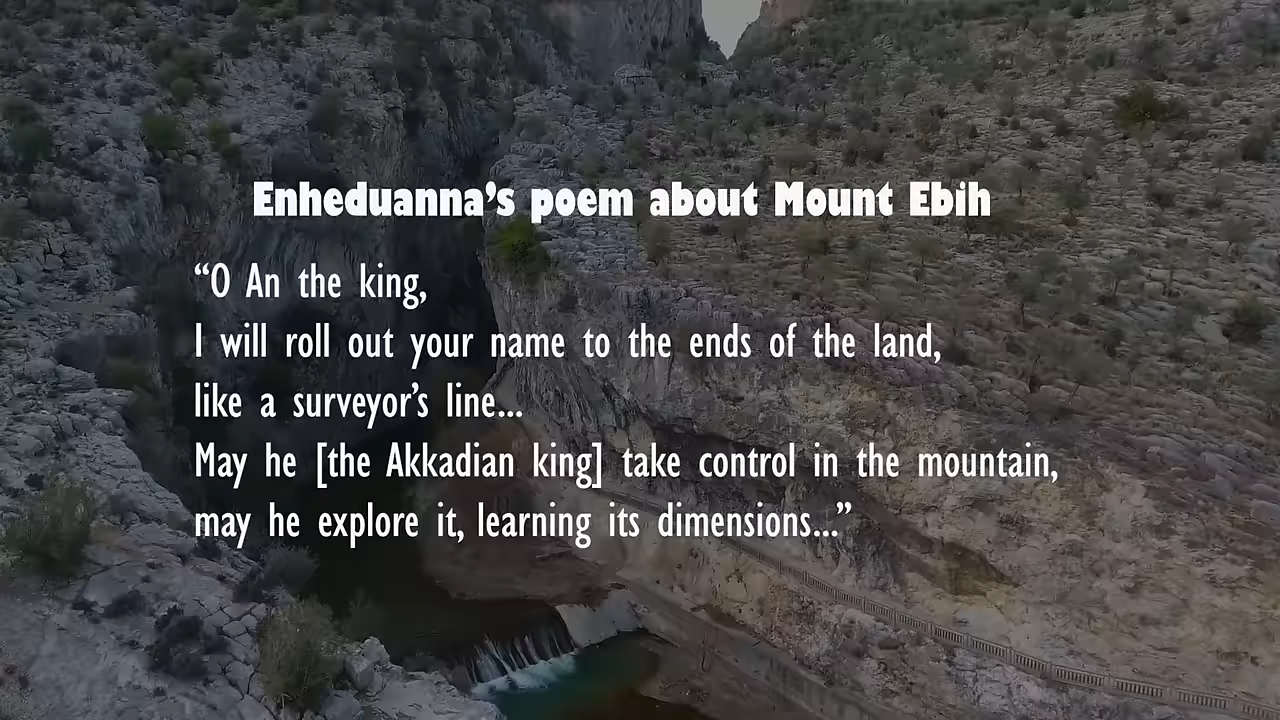 Enheduanna’s poem about Mount Ebih
“O An the king,
I will roll out your name to the ends of the land,
like a surveyor’s line...
May he [the Akkadian king] take control in the mountain,
may he explore it, learning its dimensions...”